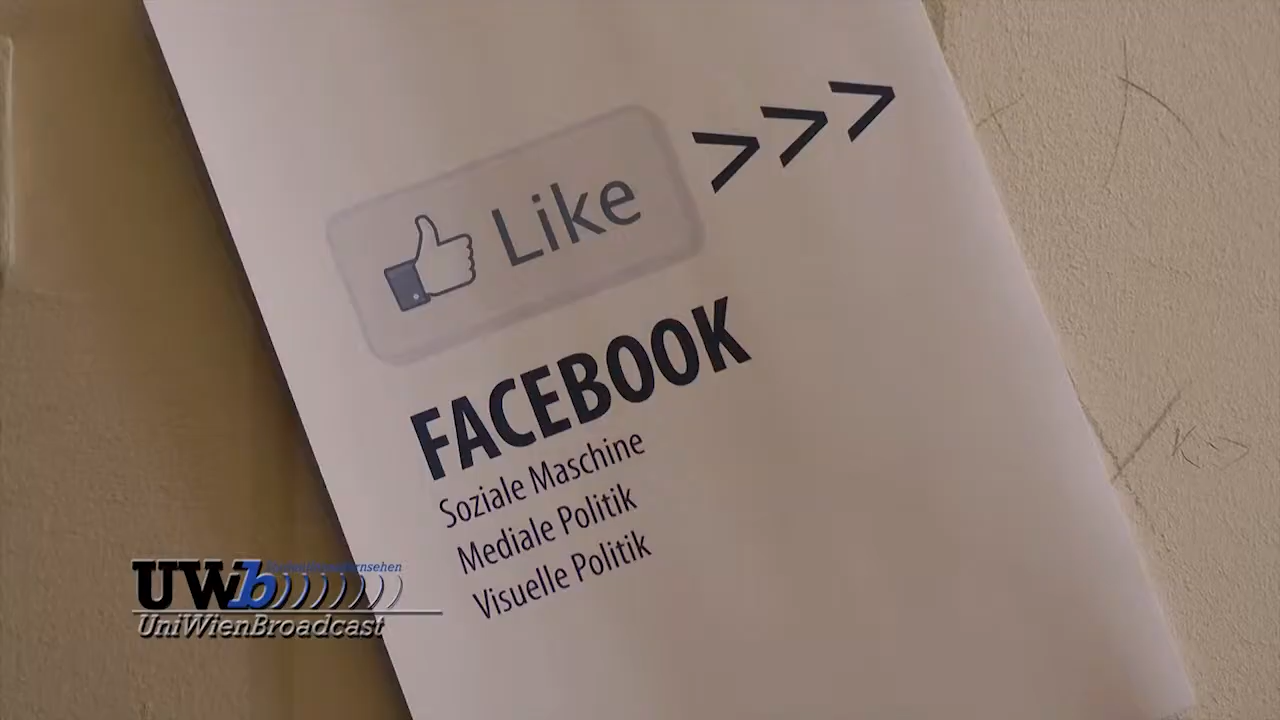 Like >>>
FACEBOOK
Soziale Maschine
Mediale Politik
Visuelle Politik
UWb
UniWienBroadcast